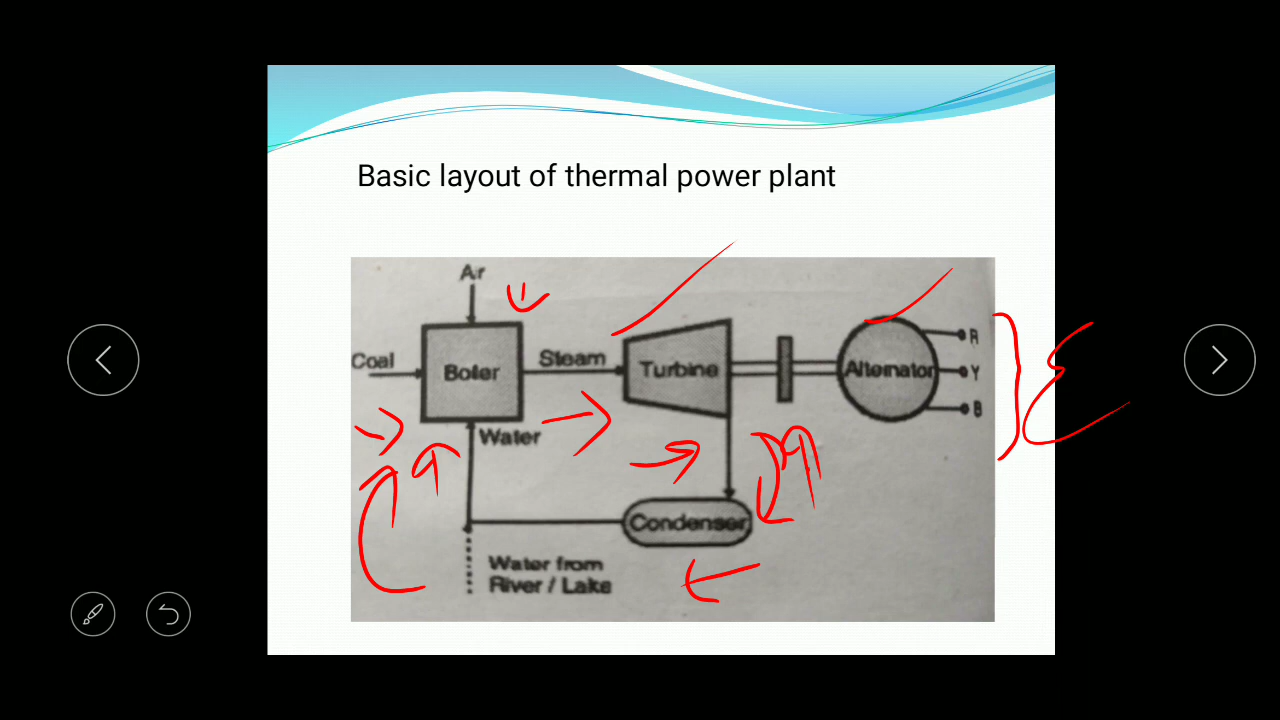 Basic layout of thermal power plant
Air
Coal
Boiler
Steam
Turbine
Alternator
R
Y
B
Water
Condenser
Water from
River / Lake